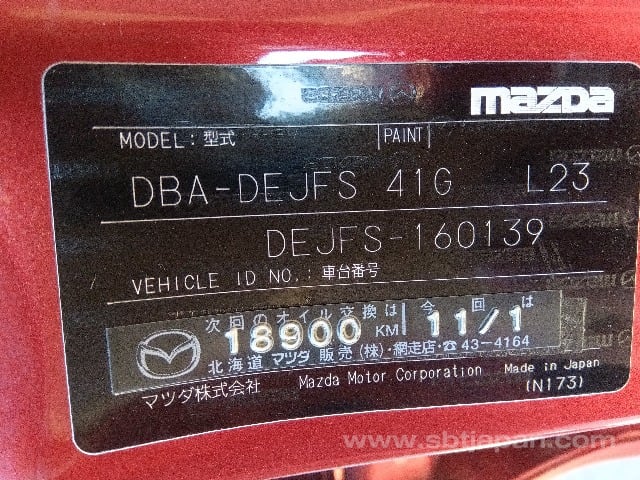 mazda
MODEL:型式 PAINT
DBA-DEJFS 41G L23
DEJFS-160139
VEHICLE ID NO.:車台番号
次回のオイル交換は 今回は
18900 KM 11/1
北海道マツダ販売(株)・網走店・☎43-4164
マツダ株式会社 Mazda Motor Corporation Made in Japan
(N173)
www.sbtjapan.com